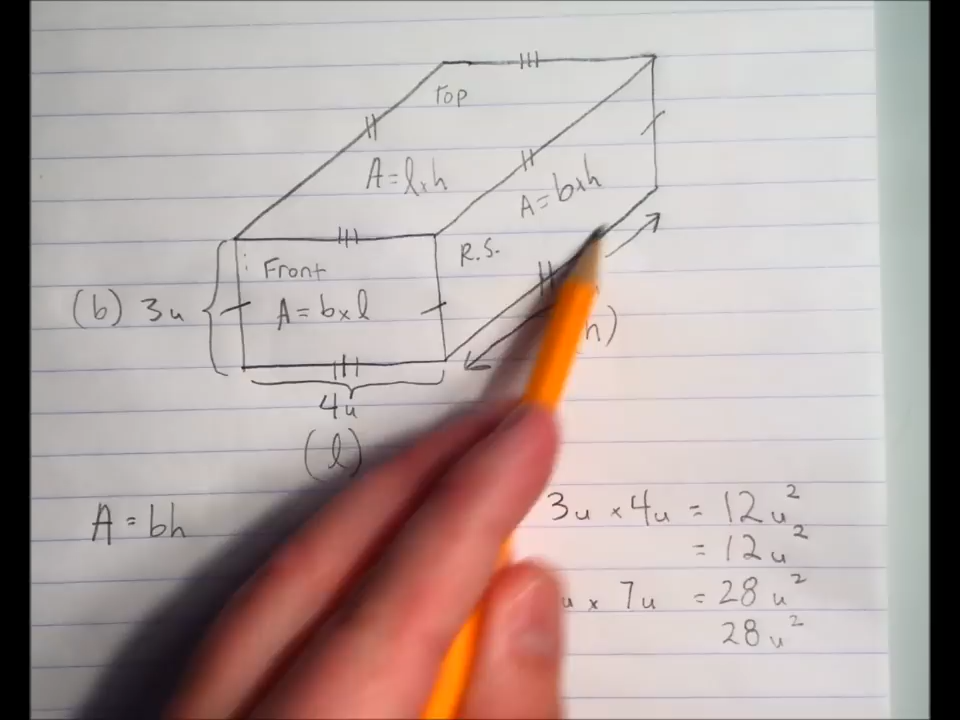 Top
A = l x h
A = b x h
R.S.
Front
(b) 3u
A = b x l
h)
4u
(l)
A = bh
3u x 4u = 12u²
= 12u²
u x 7u = 28u²
28u²